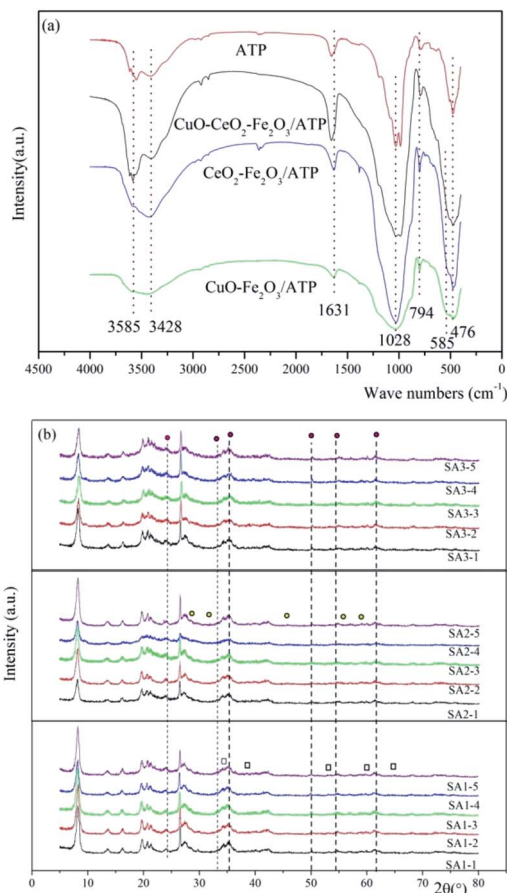 (a)
ATP
CuO-CeO₂-Fe₂O₃/ATP
CeO₂-Fe₂O₃/ATP
CuO-Fe₂O₃/ATP
3585
3428
1631
1028
794
585
476
Intensity(a.u.)
4500 4000 3500 3000 2500 2000 1500 1000 500 0
Wave numbers (cm⁻¹)
(b)
SA3-5
SA3-4
SA3-3
SA3-2
SA3-1
SA2-5
SA2-4
SA2-3
SA2-2
SA2-1
SA1-5
SA1-4
SA1-3
SA1-2
SA1-1
Intensity (a.u.)
0 10 20 30 40 50 60 70 80
2θ(°)